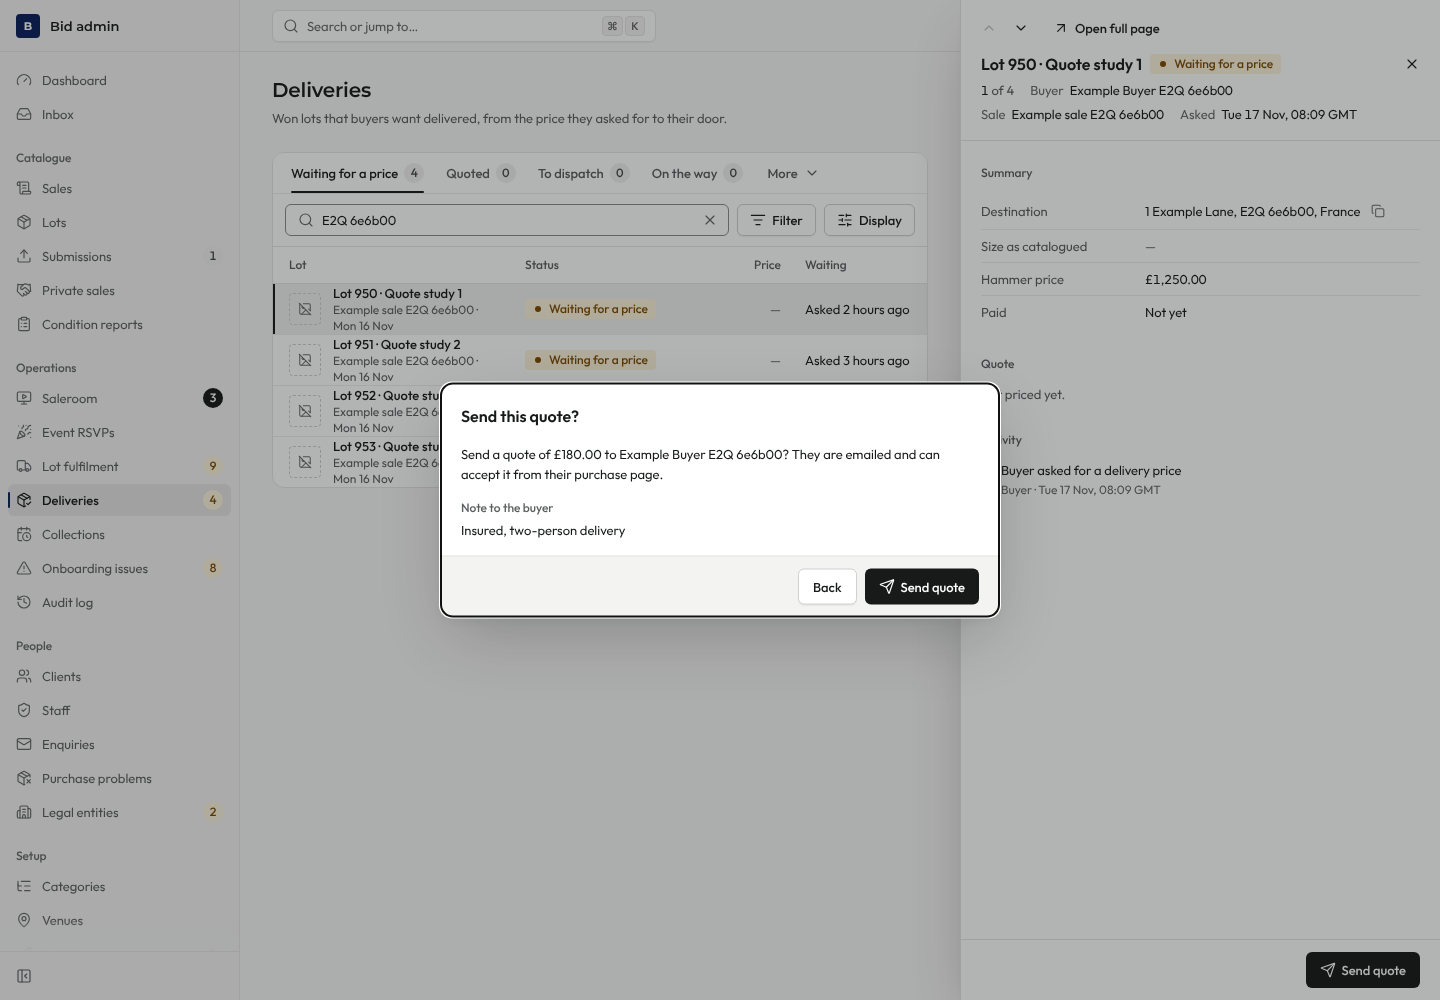 B Bid admin
Search or jump to...
⌘ K
Dashboard
Inbox
Catalogue
Sales
Lots
Submissions 1
Private sales
Condition reports
Operations
Saleroom 3
Event RSVPs
Lot fulfilment 9
Deliveries 4
Collections
Onboarding issues 8
Audit log
People
Clients
Staff
Enquiries
Purchase problems
Legal entities 2
Setup
Categories
Venues
Deliveries
Won lots that buyers want delivered, from the price they asked for to their door.
Waiting for a price 4 Quoted 0 To dispatch 0 On the way 0 More
E2Q 6e6b00
Filter
Display
Lot Status Price Waiting
Lot 950 · Quote study 1
Example sale E2Q 6e6b00 ·
Mon 16 Nov
Waiting for a price
—
Asked 2 hours ago
Lot 951 · Quote study 2
Example sale E2Q 6e6b00 ·
Mon 16 Nov
Waiting for a price
—
Asked 3 hours ago
Lot 952 · Quote
Example sale E2Q
Mon 16 Nov
Lot 953 · Quote
Example sale E2Q
Mon 16 Nov
Send this quote?
Send a quote of £180.00 to Example Buyer E2Q 6e6b00? They are emailed and can
accept it from their purchase page.
Note to the buyer
Insured, two-person delivery
Back
Send quote
Open full page
Lot 950 · Quote study 1 Waiting for a price
1 of 4 Buyer Example Buyer E2Q 6e6b00
Sale Example sale E2Q 6e6b00 Asked Tue 17 Nov, 08:09 GMT
Summary
Destination 1 Example Lane, E2Q 6e6b00, France
Size as catalogued —
Hammer price £1,250.00
Paid Not yet
Quote
priced yet.
Buyer asked for a delivery price
Buyer · Tue 17 Nov, 08:09 GMT
Send quote